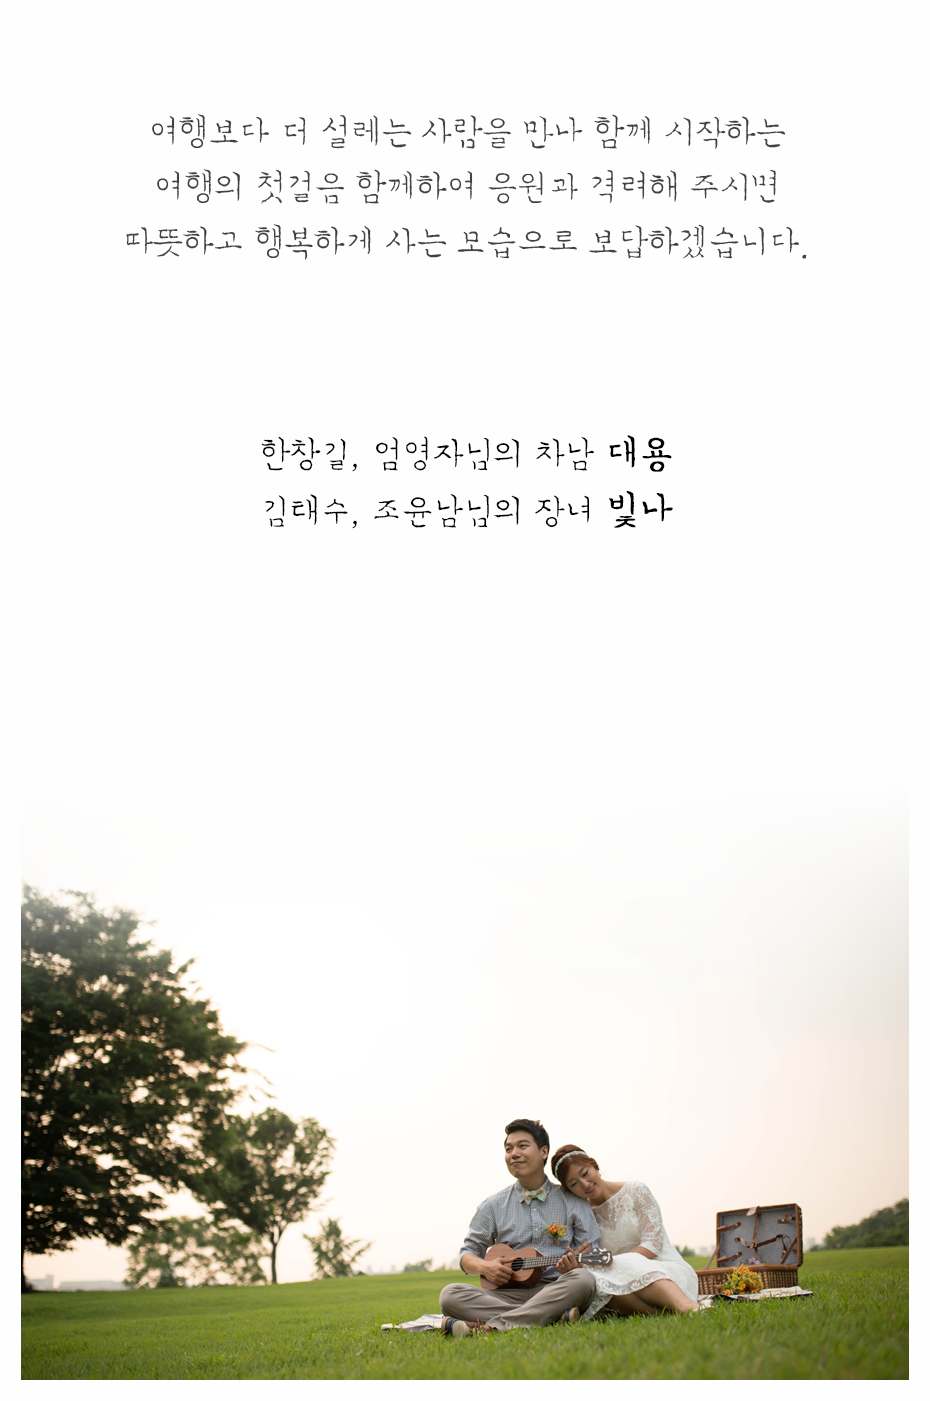 여행보다 더 설레는 사람을 만나 함께 시작하는
여행의 첫걸음 함께하여 응원과 격려해 주시면
따뜻하고 행복하게 사는 모습으로 보답하겠습니다.
한창길, 엄영자님의 차남 대용
김태수, 조윤남님의 장녀 빛나